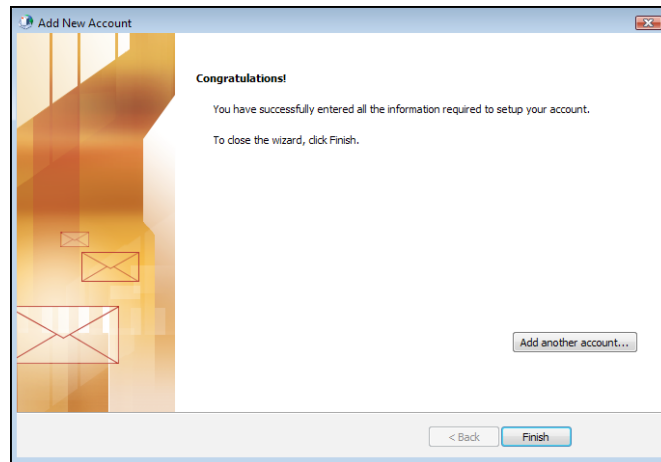 Add New Account
Congratulations!
You have successfully entered all the information required to setup your account.
To close the wizard, click Finish.
Add another account...
< Back
Finish